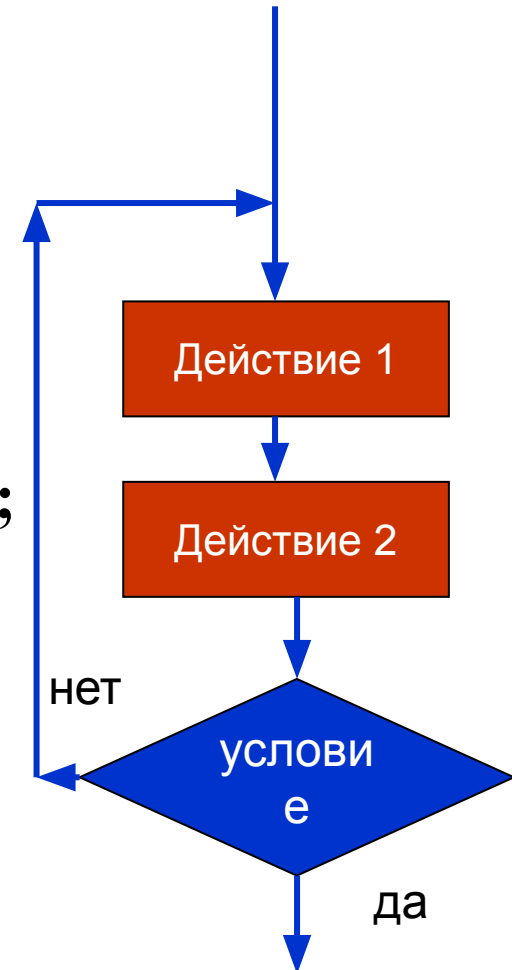 Действие 1
;
Действие 2
нет
услови
е
да